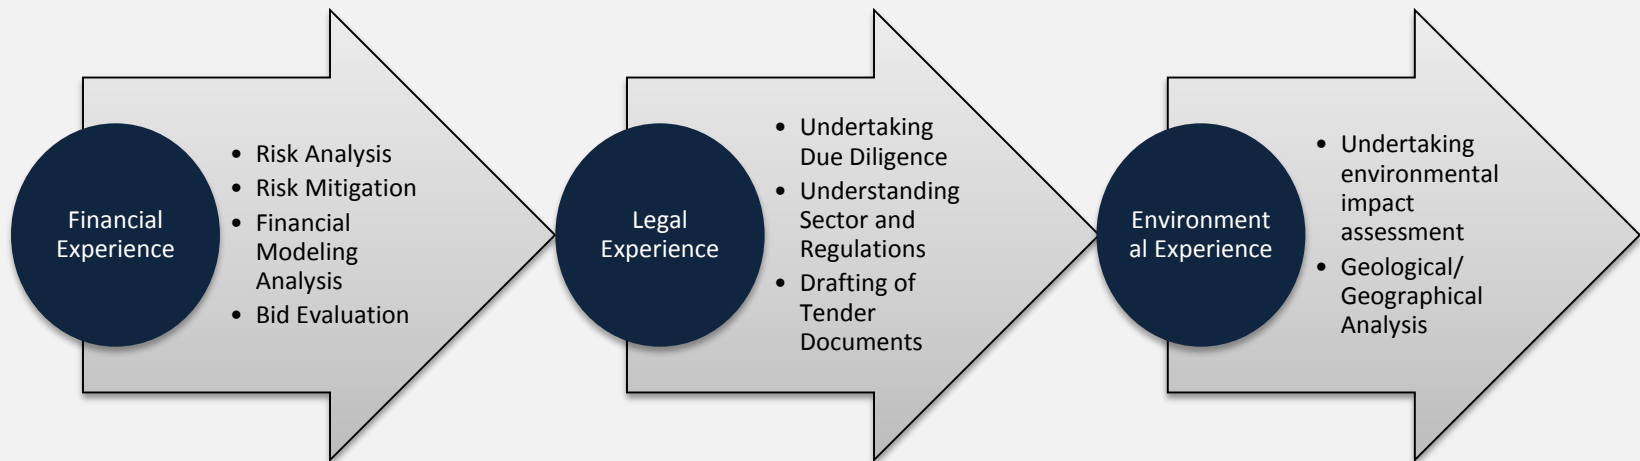 Financial
Experience
• Risk Analysis
• Risk Mitigation
• Financial
Modeling
Analysis
• Bid Evaluation
Legal
Experience
• Undertaking
Due Diligence
• Understanding
Sector and
Regulations
• Drafting of
Tender
Documents
Environment
al Experience
• Undertaking
environmental
impact
assessment
• Geological/
Geographical
Analysis